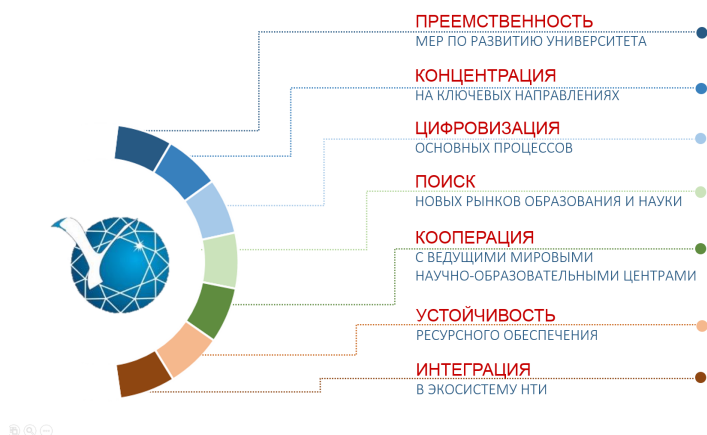 ПРЕЕМСТВЕННОСТЬ
МЕР ПО РАЗВИТИЮ УНИВЕРСИТЕТА
КОНЦЕНТРАЦИЯ
НА КЛЮЧЕВЫХ НАПРАВЛЕНИЯХ
ЦИФРОВИЗАЦИЯ
ОСНОВНЫХ ПРОЦЕССОВ
ПОИСК
НОВЫХ РЫНКОВ ОБРАЗОВАНИЯ И НАУКИ
КООПЕРАЦИЯ
С ВЕДУЩИМИ МИРОВЫМИ
НАУЧНО-ОБРАЗОВАТЕЛЬНЫМИ ЦЕНТРАМИ
УСТОЙЧИВОСТЬ
РЕСУРСНОГО ОБЕСПЕЧЕНИЯ
ИНТЕГРАЦИЯ
В ЭКОСИСТЕМУ НТИ